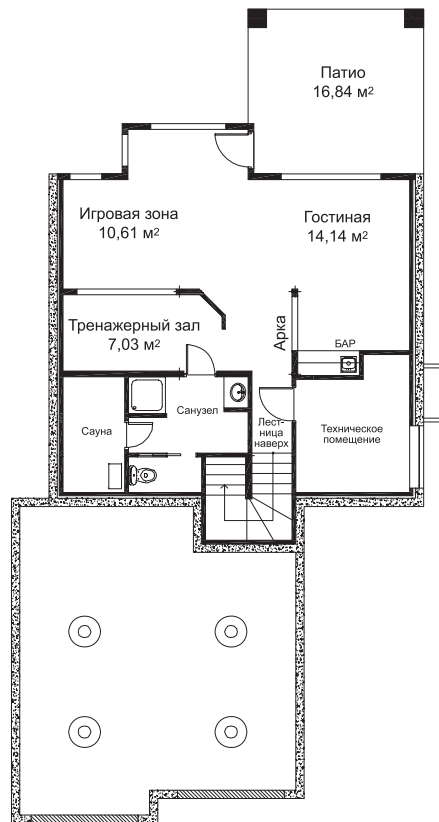 Патио
16,84 м²
Игровая зона
10,61 м²
Гостиная
14,14 м²
Тренажерный зал
7,03 м²
Арка
БАР
Сауна
Санузел
Лест-
ница
наверх
Техническое
помещение